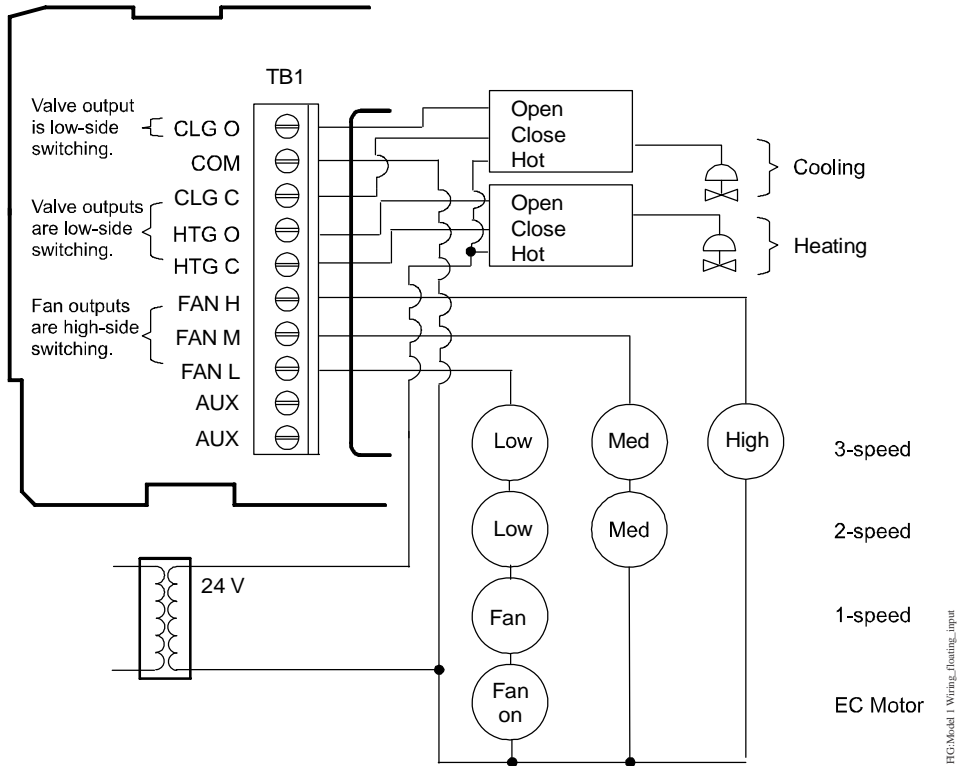 TB1
Valve output
is low-side
switching.
CLG O
COM
CLG C
Valve outputs
are low-side
switching.
HTG O
HTG C
Fan outputs
are high-side
switching.
FAN H
FAN M
FAN L
AUX
AUX
Open
Close
Hot
Cooling
Open
Close
Hot
Heating
Low
Med
High
3-speed
Low
Med
2-speed
24 V
Fan
1-speed
Fan
on
EC Motor
FIG:Model 1 Wiring_floating_input